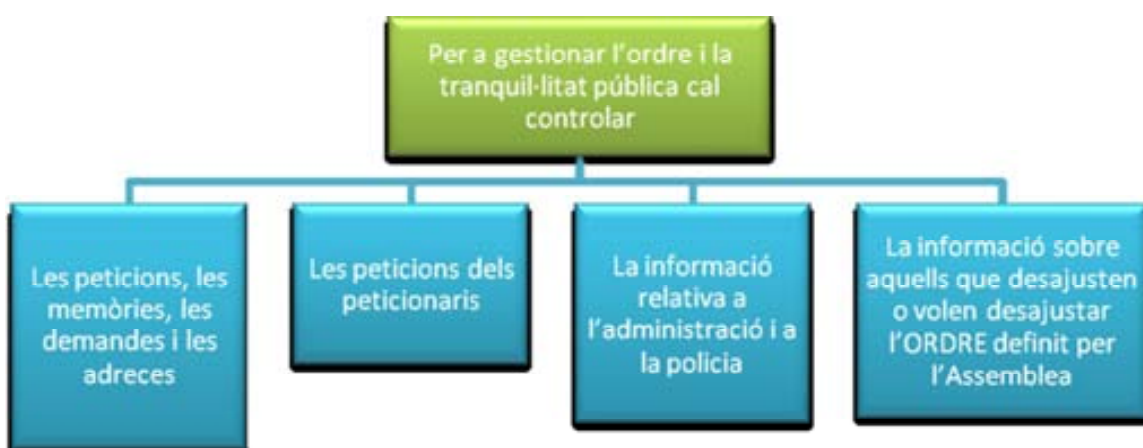 Per a gestionar l'ordre i la
tranquil·litat pública cal
controlar
Les peticions, les
memòries, les
demandes i les
adreces
Les peticions dels
peticionaris
La informació
relativa a
l'administració i a
la policia
La informació sobre
aquells que desajusten
o volen desajustar
l'ORDRE definit per
l'Assemblea